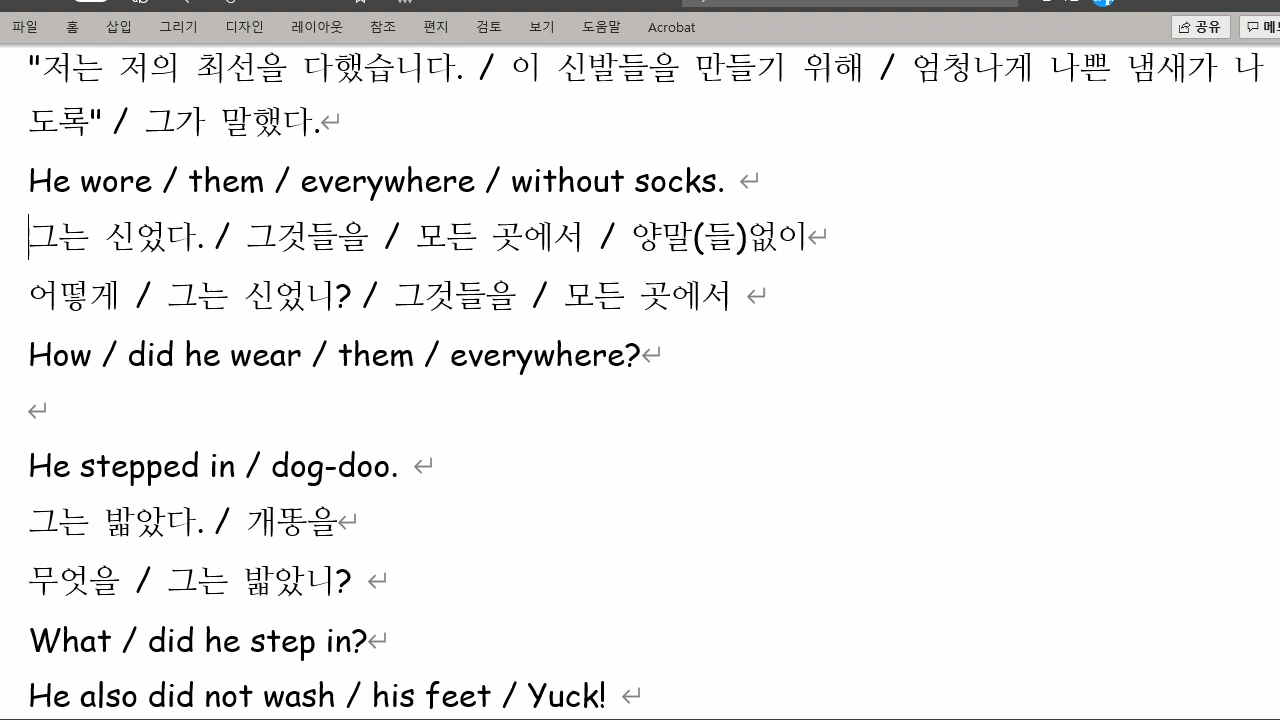 파일 홈 삽입 그리기 디자인 레이아웃 참조 편지 검토 보기 도움말 Acrobat 공유
"저는 저의 최선을 다했습니다. / 이 신발들을 만들기 위해 / 엄청나게 나쁜 냄새가 나
도록" / 그가 말했다.↵
He wore / them / everywhere / without socks. ↵
그는 신었다. / 그것들을 / 모든 곳에서 / 양말(들)없이↵
어떻게 / 그는 신었니? / 그것들을 / 모든 곳에서 ↵
How / did he wear / them / everywhere?↵
↵
He stepped in / dog-doo. ↵
그는 밟았다. / 개똥을↵
무엇을 / 그는 밟았니? ↵
What / did he step in?↵
He also did not wash / his feet / Yuck! ↵